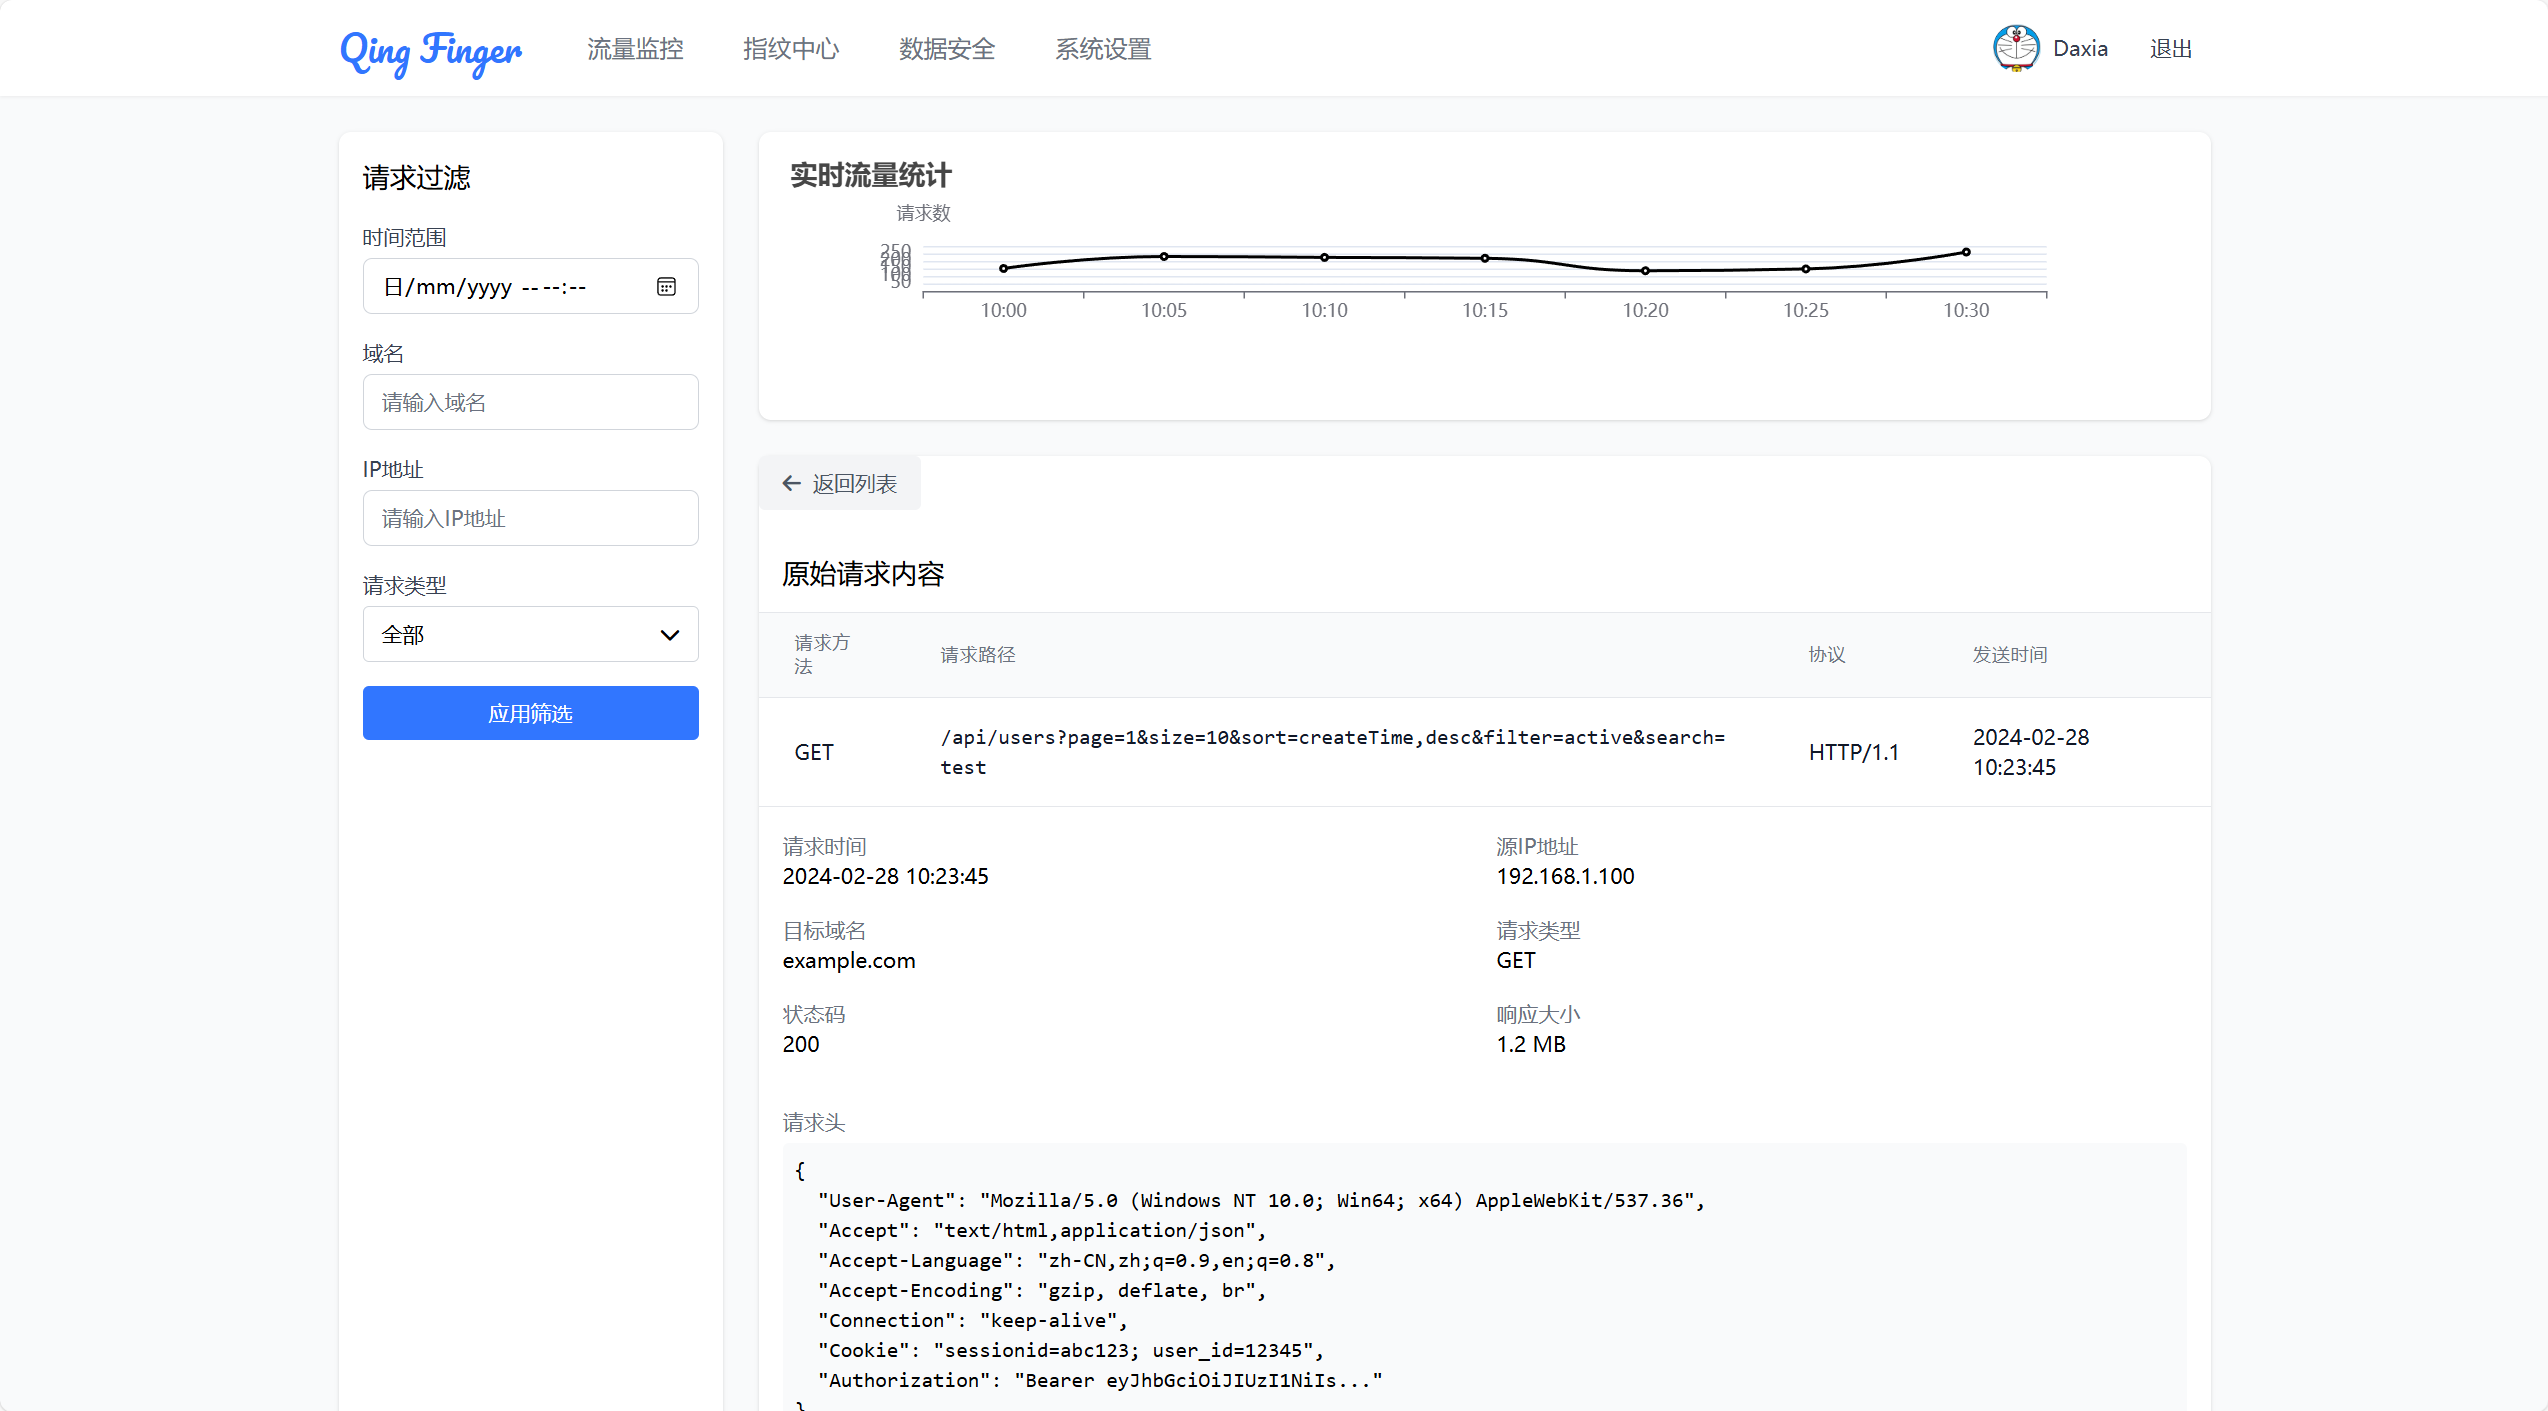 Qing Finger
流量监控
指纹中心
数据安全
系统设置
Daxia
退出
请求过滤
时间范围
日/mm/yyyy -- --:--
域名
请输入域名
IP地址
请输入IP地址
请求类型
全部
应用筛选
实时流量统计
请求数
250
200
150
100
50
10:00
10:05
10:10
10:15
10:20
10:25
10:30
返回列表
原始请求内容
请求方
法
请求路径
协议
发送时间
GET
/api/users?page=1&size=10&sort=createTime,desc&filter=active&search=
test
HTTP/1.1
2024-02-28
10:23:45
请求时间
2024-02-28 10:23:45
源IP地址
192.168.1.100
目标域名
example.com
请求类型
GET
状态码
200
响应大小
1.2 MB
请求头
{
"User-Agent": "Mozilla/5.0 (Windows NT 10.0; Win64; x64) AppleWebKit/537.36",
"Accept": "text/html,application/json",
"Accept-Language": "zh-CN,zh;q=0.9,en;q=0.8",
"Accept-Encoding": "gzip, deflate, br",
"Connection": "keep-alive",
"Cookie": "sessionid=abc123; user_id=12345",
"Authorization": "Bearer eyJhbGciOiJIUzI1NiIs..."
}